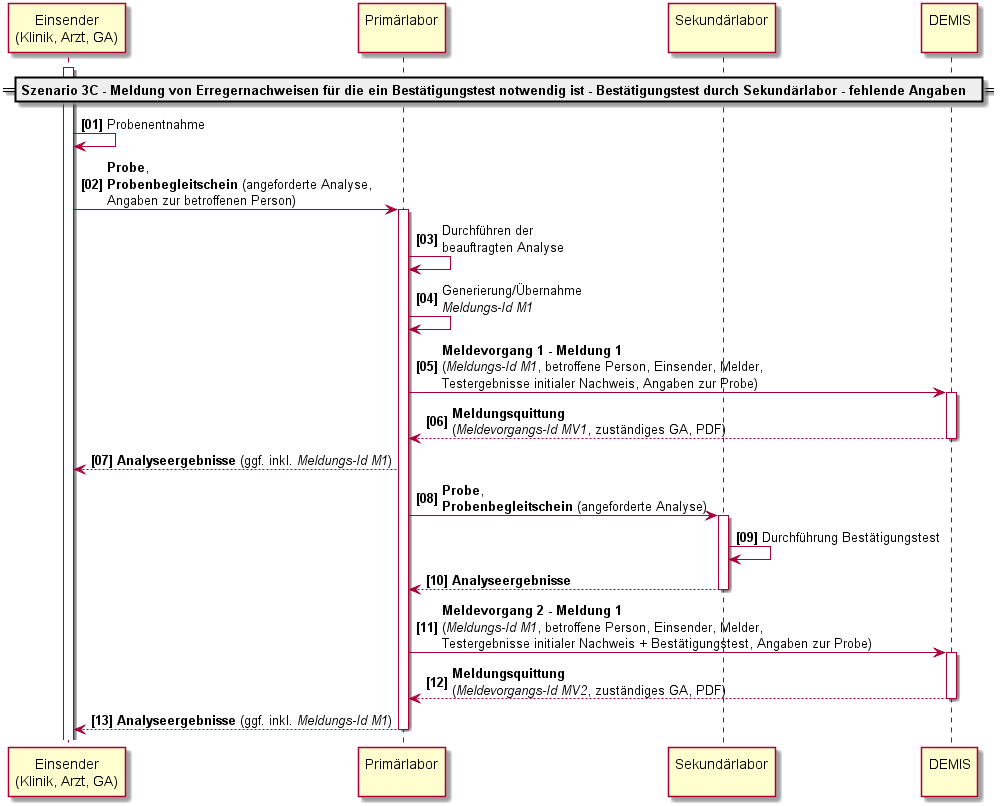 Einsender
(Klinik, Arzt, GA)
Primärlabor
Sekundärlabor
DEMIS
Szenario 3C - Meldung von Erregernachweisen für die ein Bestätigungstest notwendig ist - Bestätigungstest durch Sekundärlabor - fehlende Angaben
[01] Probenentnahme
Probe,
[02] Probenbegleitschein (angeforderte Analyse,
Angaben zur betroffenen Person)
[03] Durchführen der
beauftragten Analyse
[04] Generierung/Übernahme
Meldungs-Id M1
Meldevorgang 1 - Meldung 1
[05] (Meldungs-Id M1, betroffene Person, Einsender, Melder,
Testergebnisse initialer Nachweis, Angaben zur Probe)
[06] Meldungsquittung
(Meldevorgangs-Id MV1, zuständiges GA, PDF)
[07] Analyseergebnisse (ggf. inkl. Meldungs-Id M1)
[08] Probe,
Probenbegleitschein (angeforderte Analyse)
[09] Durchführung Bestätigungstest
[10] Analyseergebnisse
Meldevorgang 2 - Meldung 1
[11] (Meldungs-Id M1, betroffene Person, Einsender, Melder,
Testergebnisse initialer Nachweis + Bestätigungstest, Angaben zur Probe)
[12] Meldungsquittung
(Meldevorgangs-Id MV2, zuständiges GA, PDF)
[13] Analyseergebnisse (ggf. inkl. Meldungs-Id M1)
Einsender
(Klinik, Arzt, GA)
Primärlabor
Sekundärlabor
DEMIS